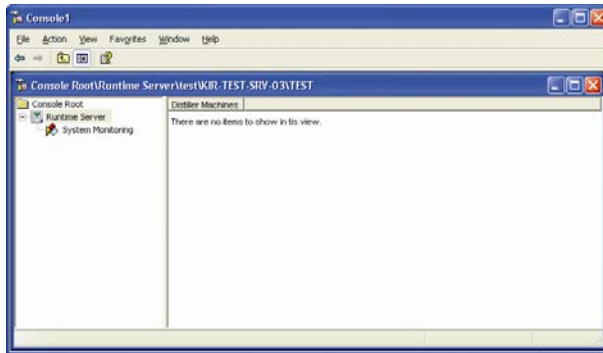 Console1
File Action View Favorites Window Help
Console Root\Runtime Server\test\KIR-TEST-SRV-03\TEST
Console Root
Runtime Server
System Monitoring
Distiller Machines
There are no items to show in tis view.